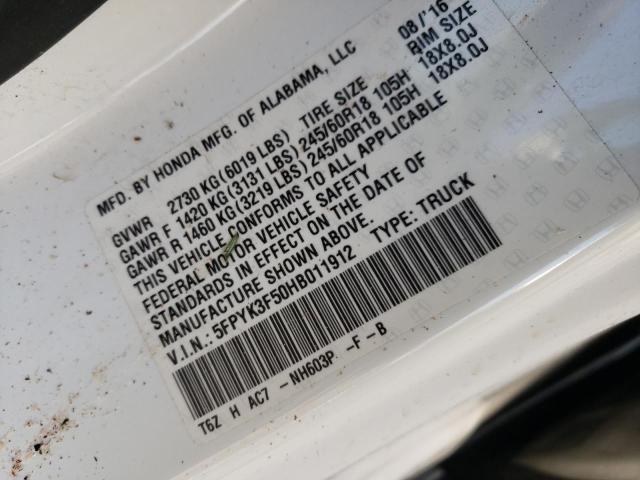 MFD. BY HONDA MFG. OF ALABAMA, LLC 08/'16
GVWR 2730 KG(6019 LBS) TIRE SIZE RIM SIZE
GAWR F 1420 KG(3131 LBS) 245/60R18 105H 18X8.0J
GAWR R 1460 KG(3219 LBS) 245/60R18 105H 18X8.0J
THIS VEHICLE CONFORMS TO ALL APPLICABLE
FEDERAL MOTOR VEHICLE SAFETY
STANDARDS IN EFFECT ON THE DATE OF
MANUFACTURE SHOWN ABOVE.
V.I.N.: 5FPYK3F50HB011912 TYPE: TRUCK
T6Z H AC7 -NH603P -F-B